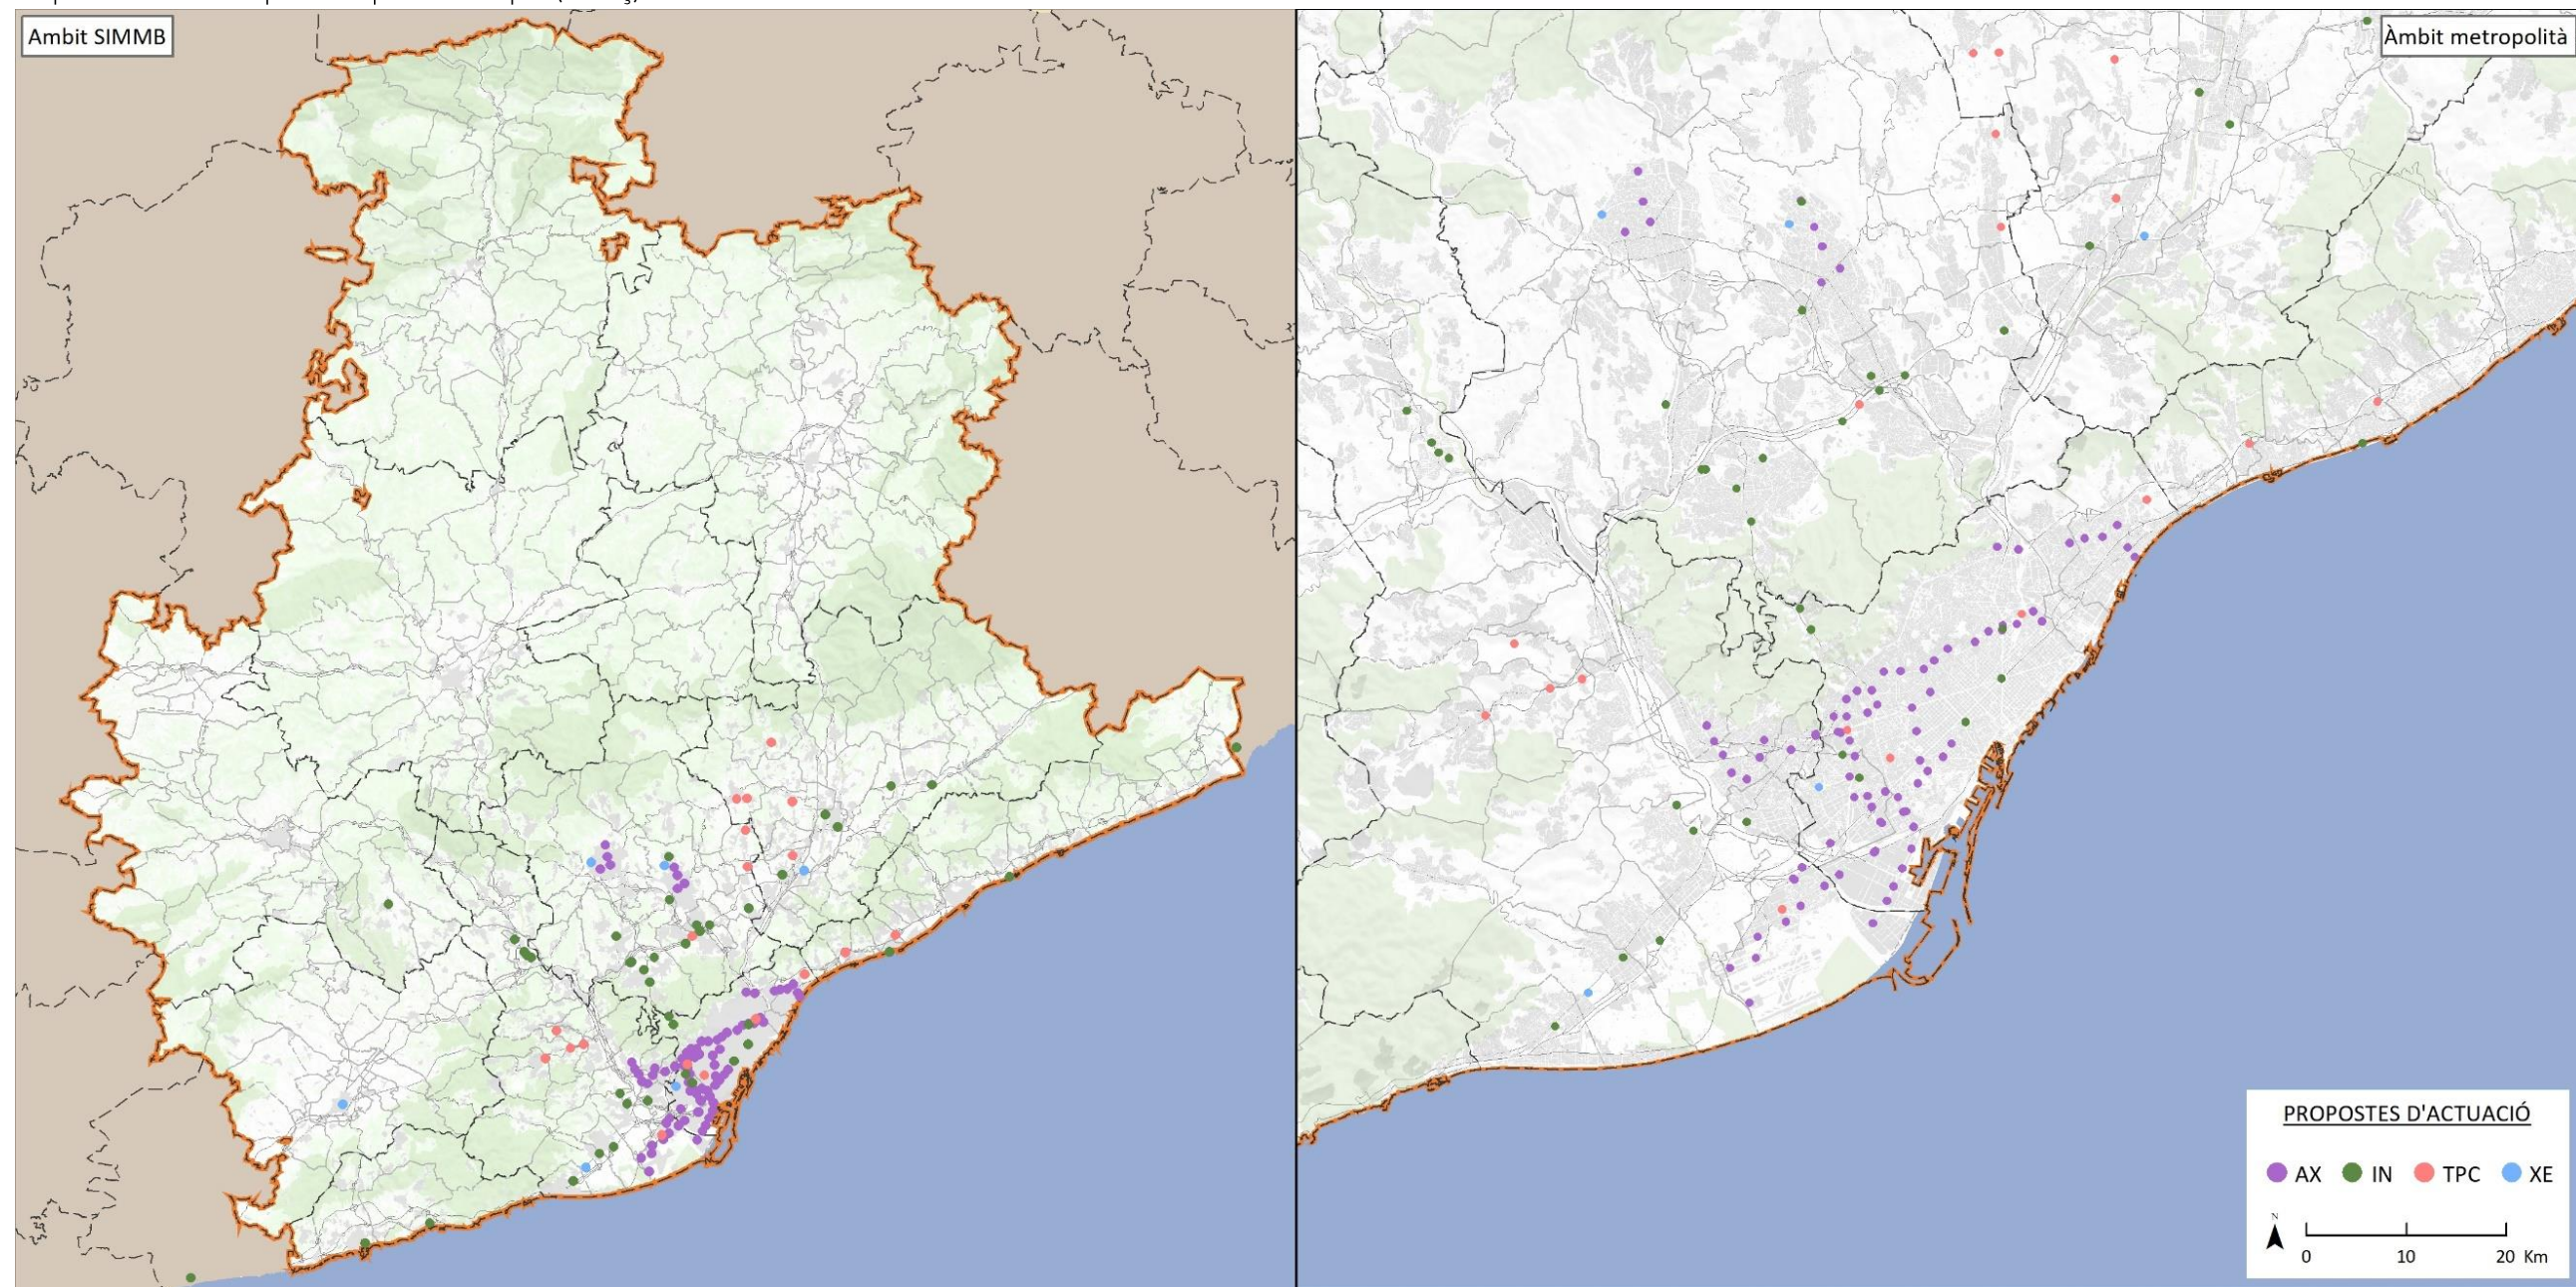 Ambit SIMMB
Àmbit metropolità
PROPOSTES D'ACTUACIÓ
AX IN TPC XE
N
0 10 20 Km